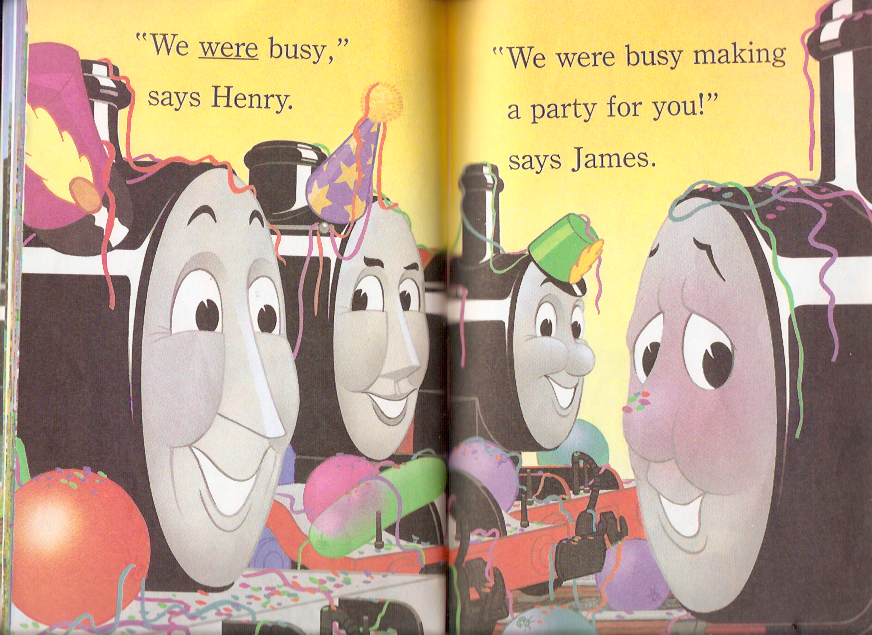 “We were busy,”
says Henry.
“We were busy making
a party for you!”
says James.